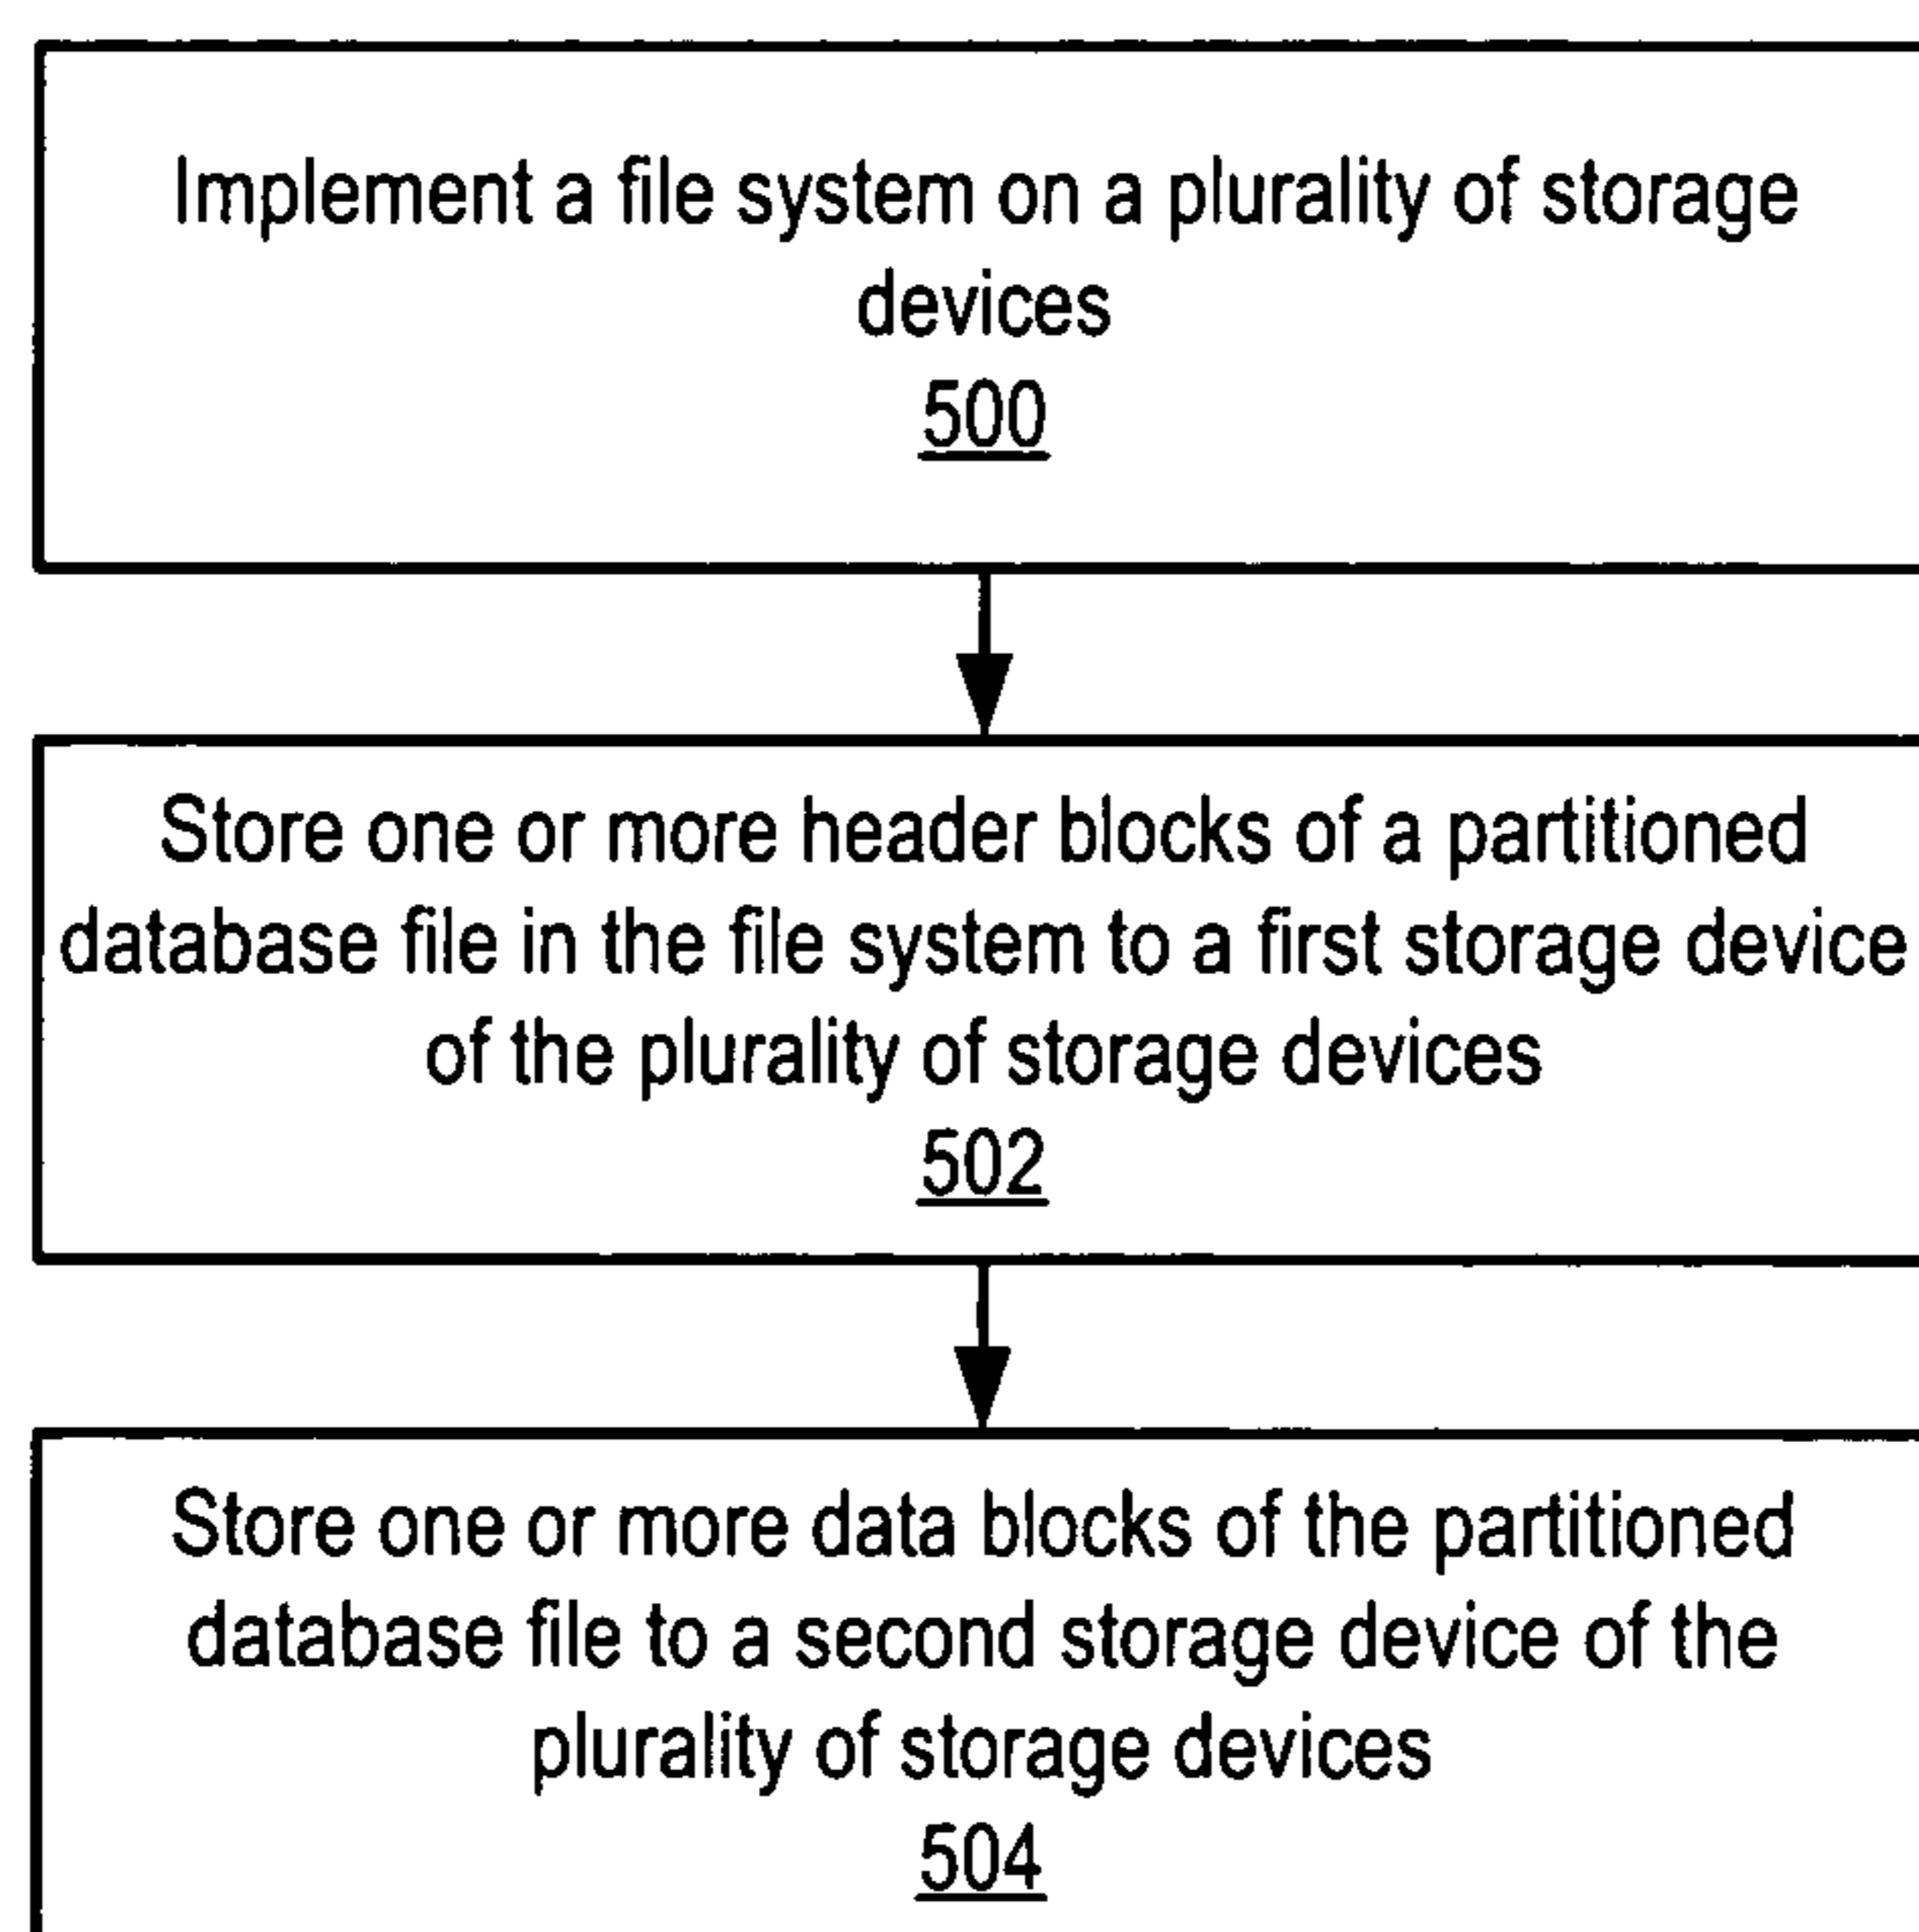 Implement a file system on a plurality of storage
devices
500
Store one or more header blocks of a partitioned
database file in the file system to a first storage device
of the plurality of storage devices
502
Store one or more data blocks of the partitioned
database file to a second storage device of the
plurality of storage devices
504